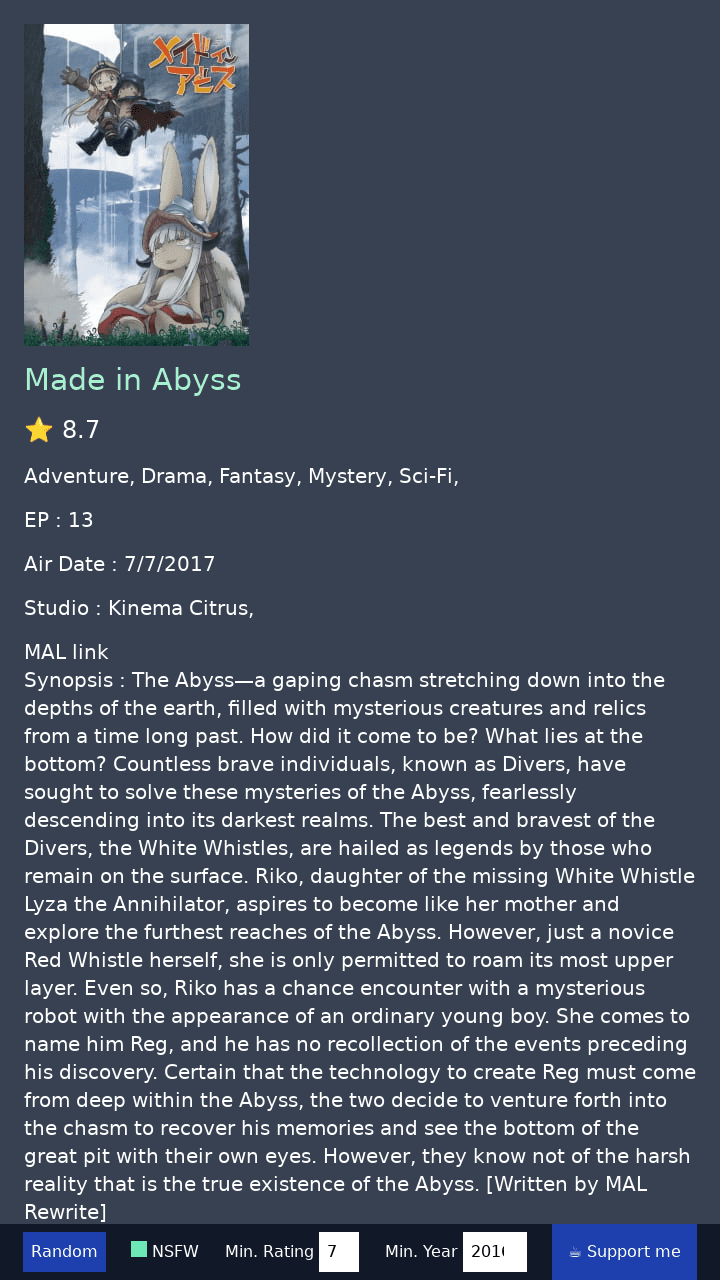 メイドイン
アビス
Made in Abyss
⭐ 8.7
Adventure, Drama, Fantasy, Mystery, Sci-Fi,
EP : 13
Air Date : 7/7/2017
Studio : Kinema Citrus,
MAL link
Synopsis : The Abyss—a gaping chasm stretching down into the
depths of the earth, filled with mysterious creatures and relics
from a time long past. How did it come to be? What lies at the
bottom? Countless brave individuals, known as Divers, have
sought to solve these mysteries of the Abyss, fearlessly
descending into its darkest realms. The best and bravest of the
Divers, the White Whistles, are hailed as legends by those who
remain on the surface. Riko, daughter of the missing White Whistle
Lyza the Annihilator, aspires to become like her mother and
explore the furthest reaches of the Abyss. However, just a novice
Red Whistle herself, she is only permitted to roam its most upper
layer. Even so, Riko has a chance encounter with a mysterious
robot with the appearance of an ordinary young boy. She comes to
name him Reg, and he has no recollection of the events preceding
his discovery. Certain that the technology to create Reg must come
from deep within the Abyss, the two decide to venture forth into
the chasm to recover his memories and see the bottom of the
great pit with their own eyes. However, they know not of the harsh
reality that is the true existence of the Abyss. [Written by MAL
Rewrite]
Random NSFW Min. Rating 7 Min. Year 2016 ☕ Support me